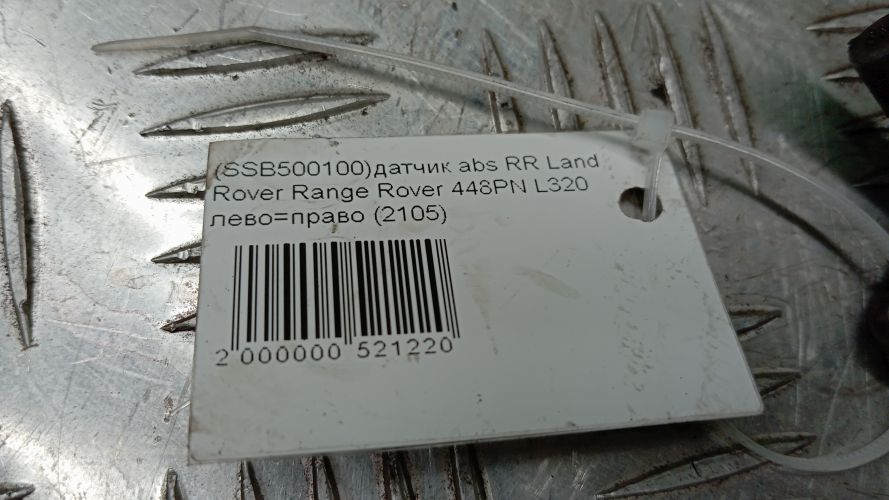 (SSB500100)датчик abs RR Land
Rover Range Rover 448PN L320
лево=право (2105)
2 000000 521220